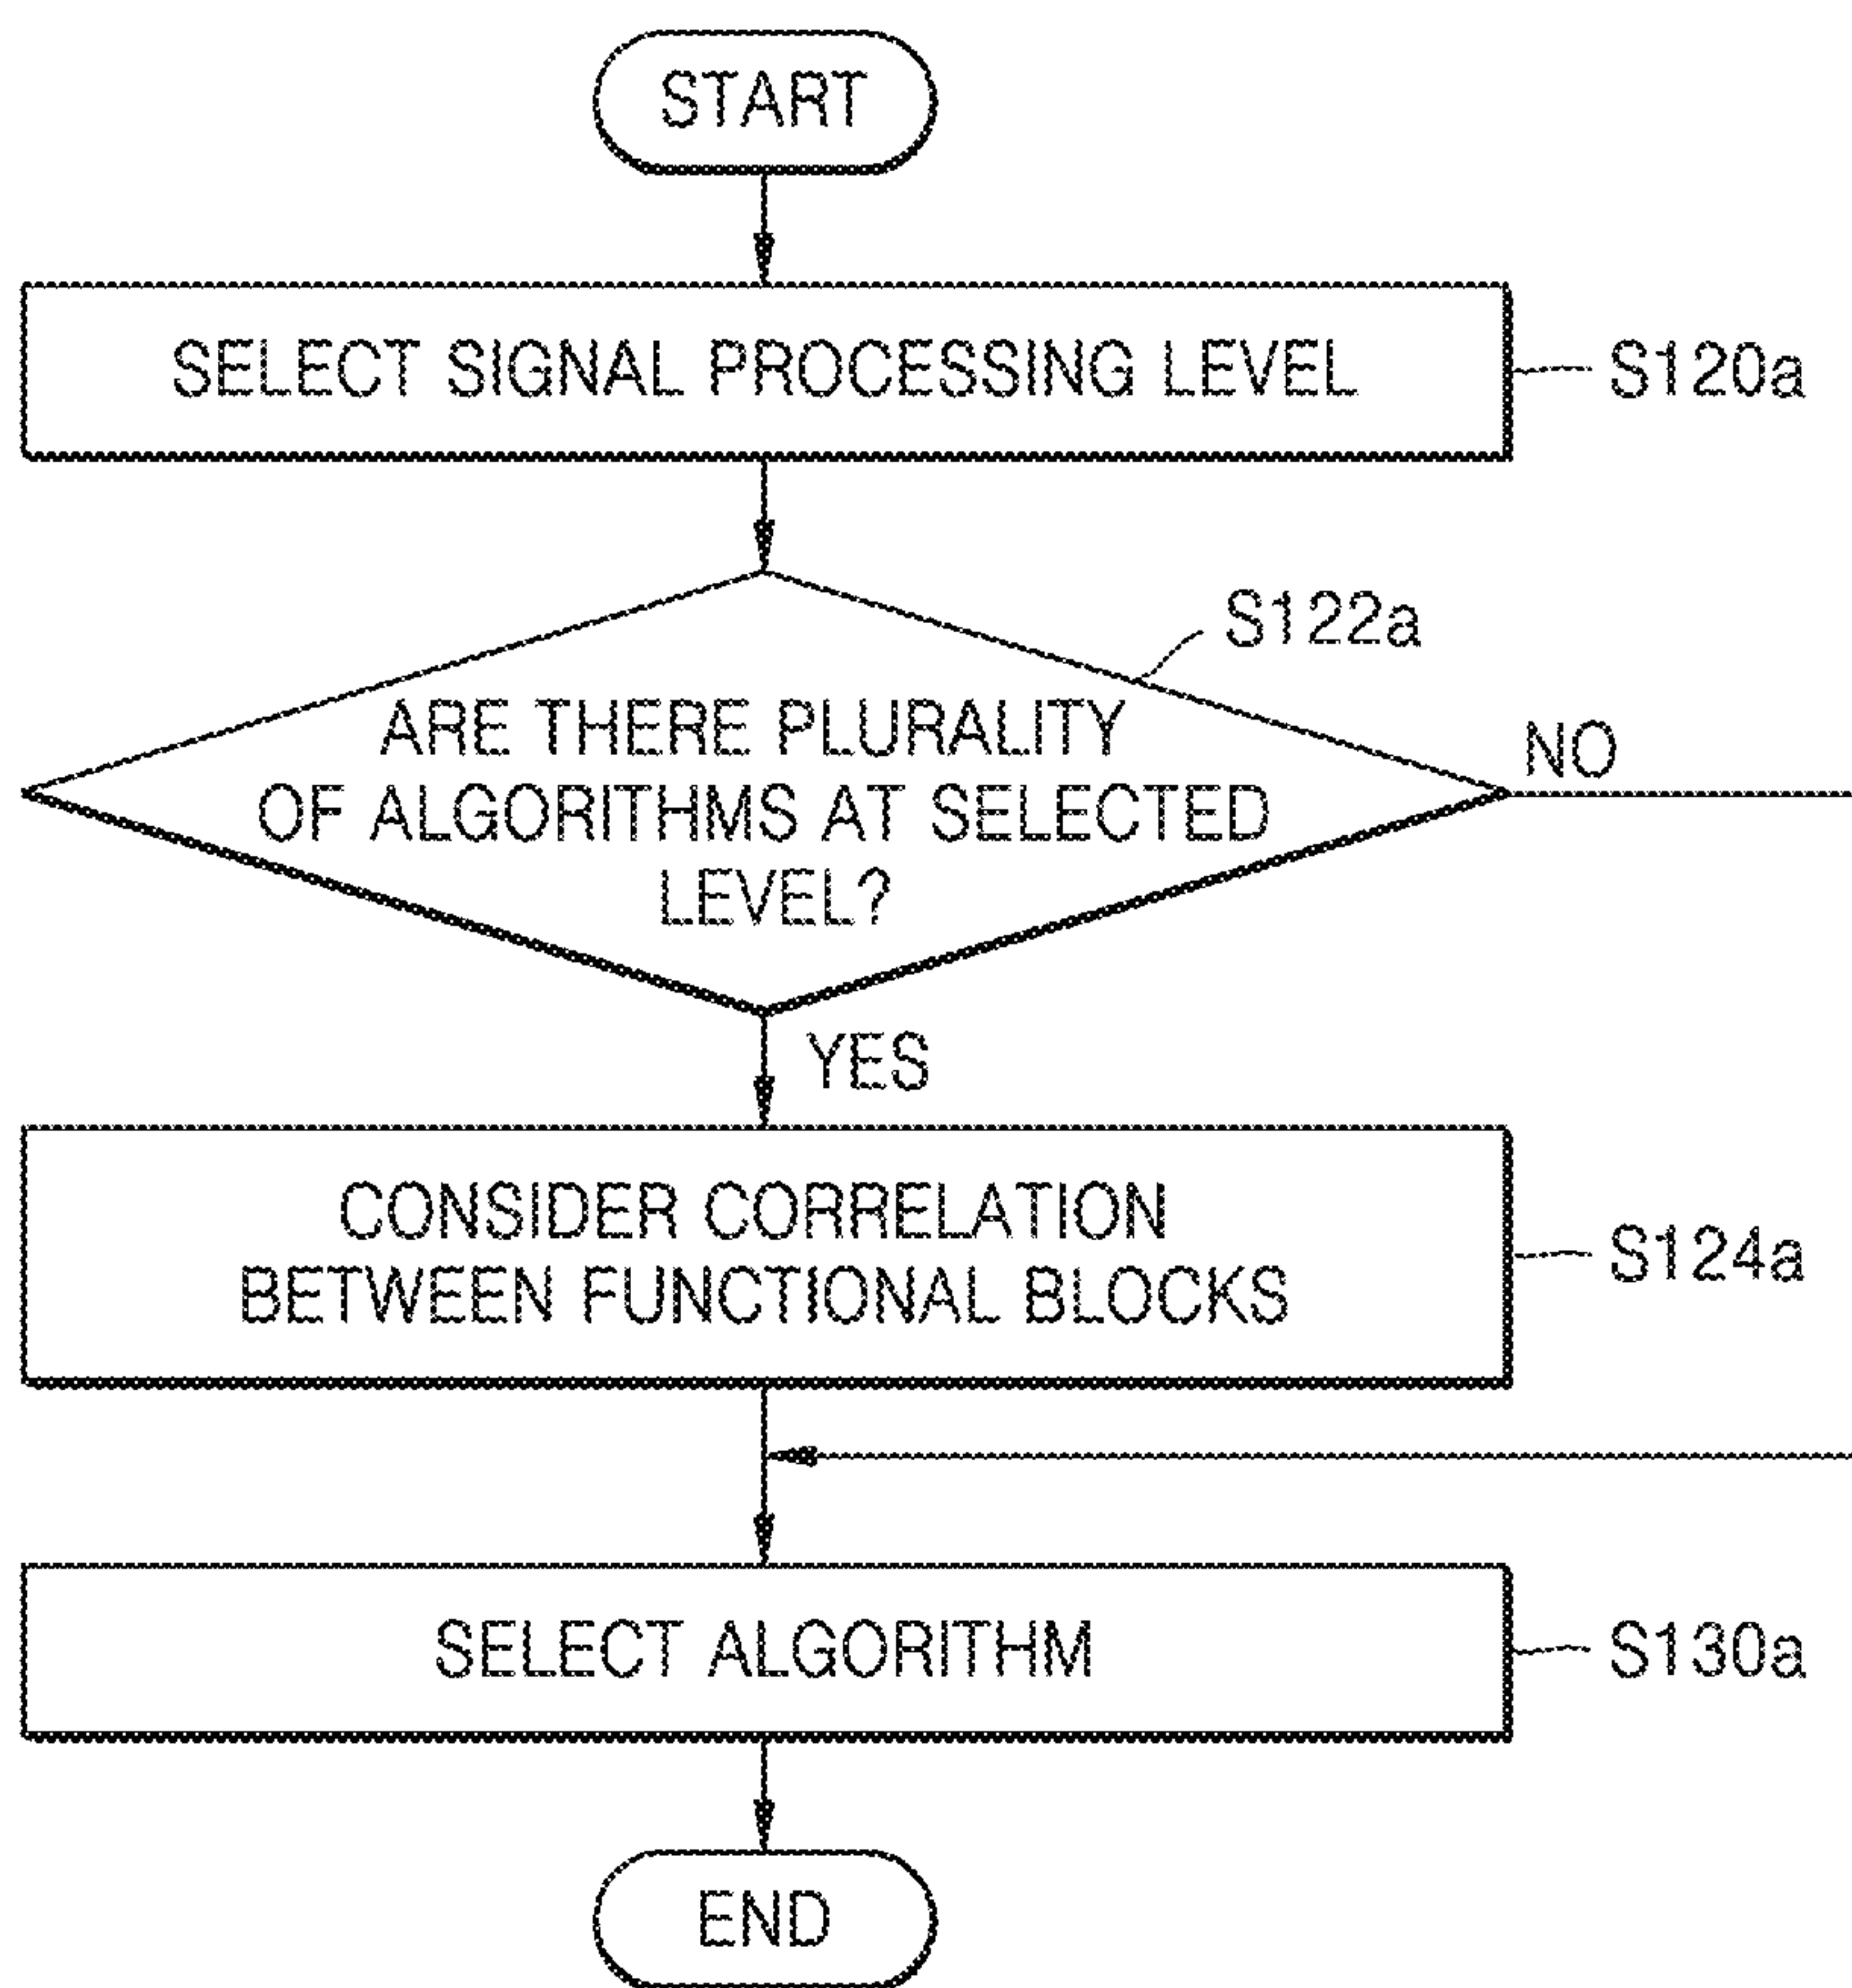 START
SELECT SIGNAL PROCESSING LEVEL
S120a
S122a
ARE THERE PLURALITY
OF ALGORITHMS AT SELECTED
LEVEL?
NO
YES
CONSIDER CORRELATION
BETWEEN FUNCTIONAL BLOCKS
S124a
SELECT ALGORITHM
S130a
END